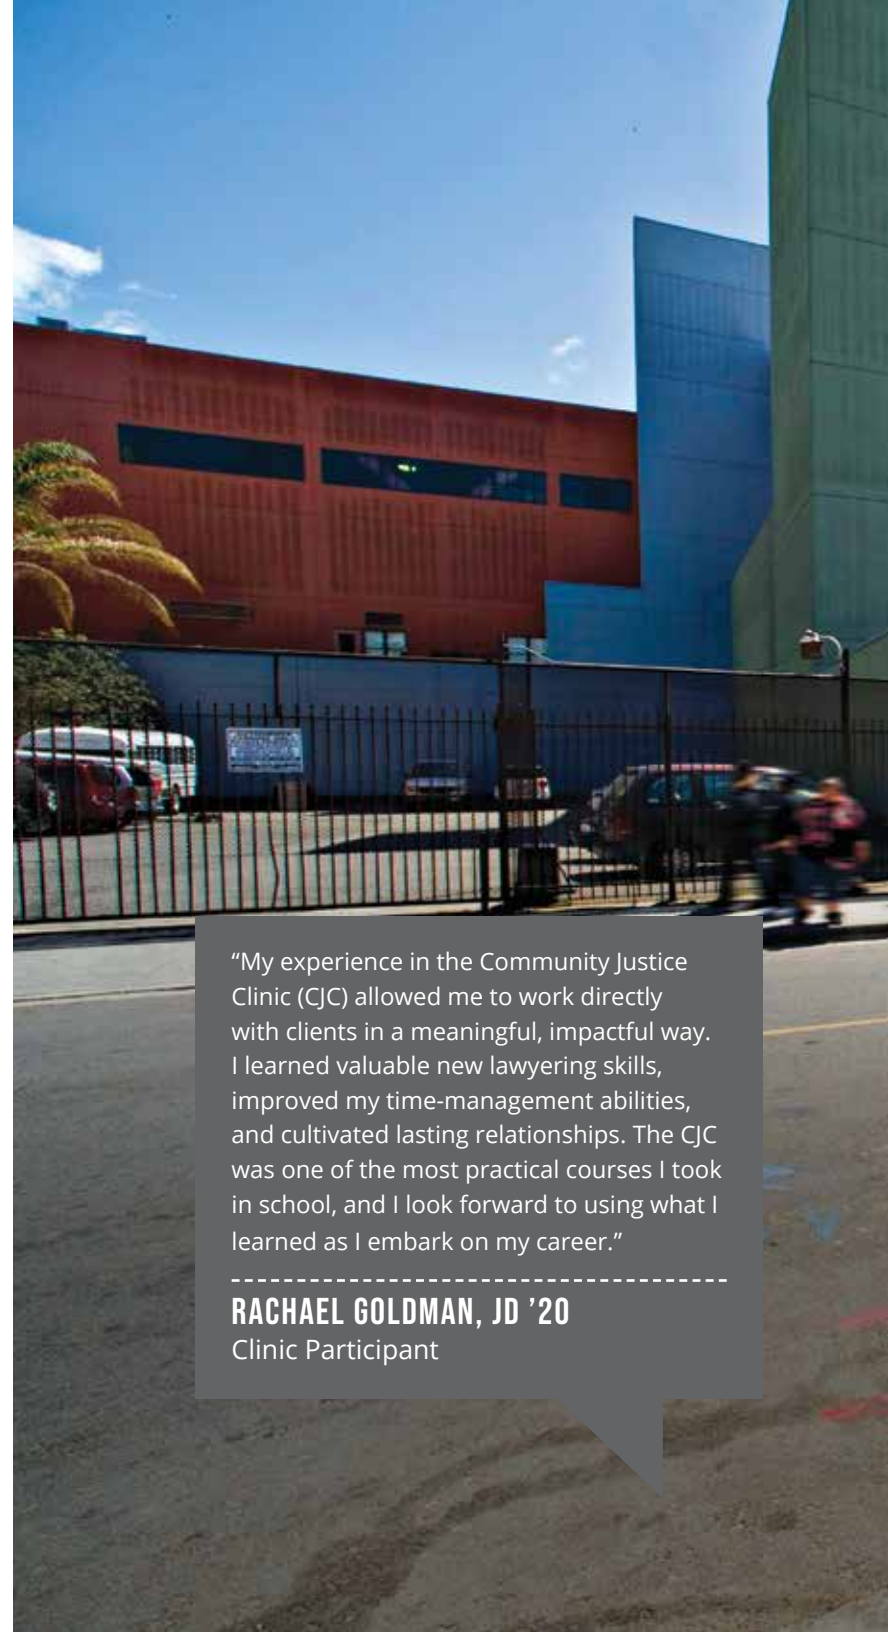 “My experience in the Community Justice
Clinic (CJC) allowed me to work directly
with clients in a meaningful, impactful way.
I learned valuable new lawyering skills,
improved my time-management abilities,
and cultivated lasting relationships. The CJC
was one of the most practical courses I took
in school, and I look forward to using what I
learned as I embark on my career.”
RACHAEL GOLDMAN, JD ’20
Clinic Participant